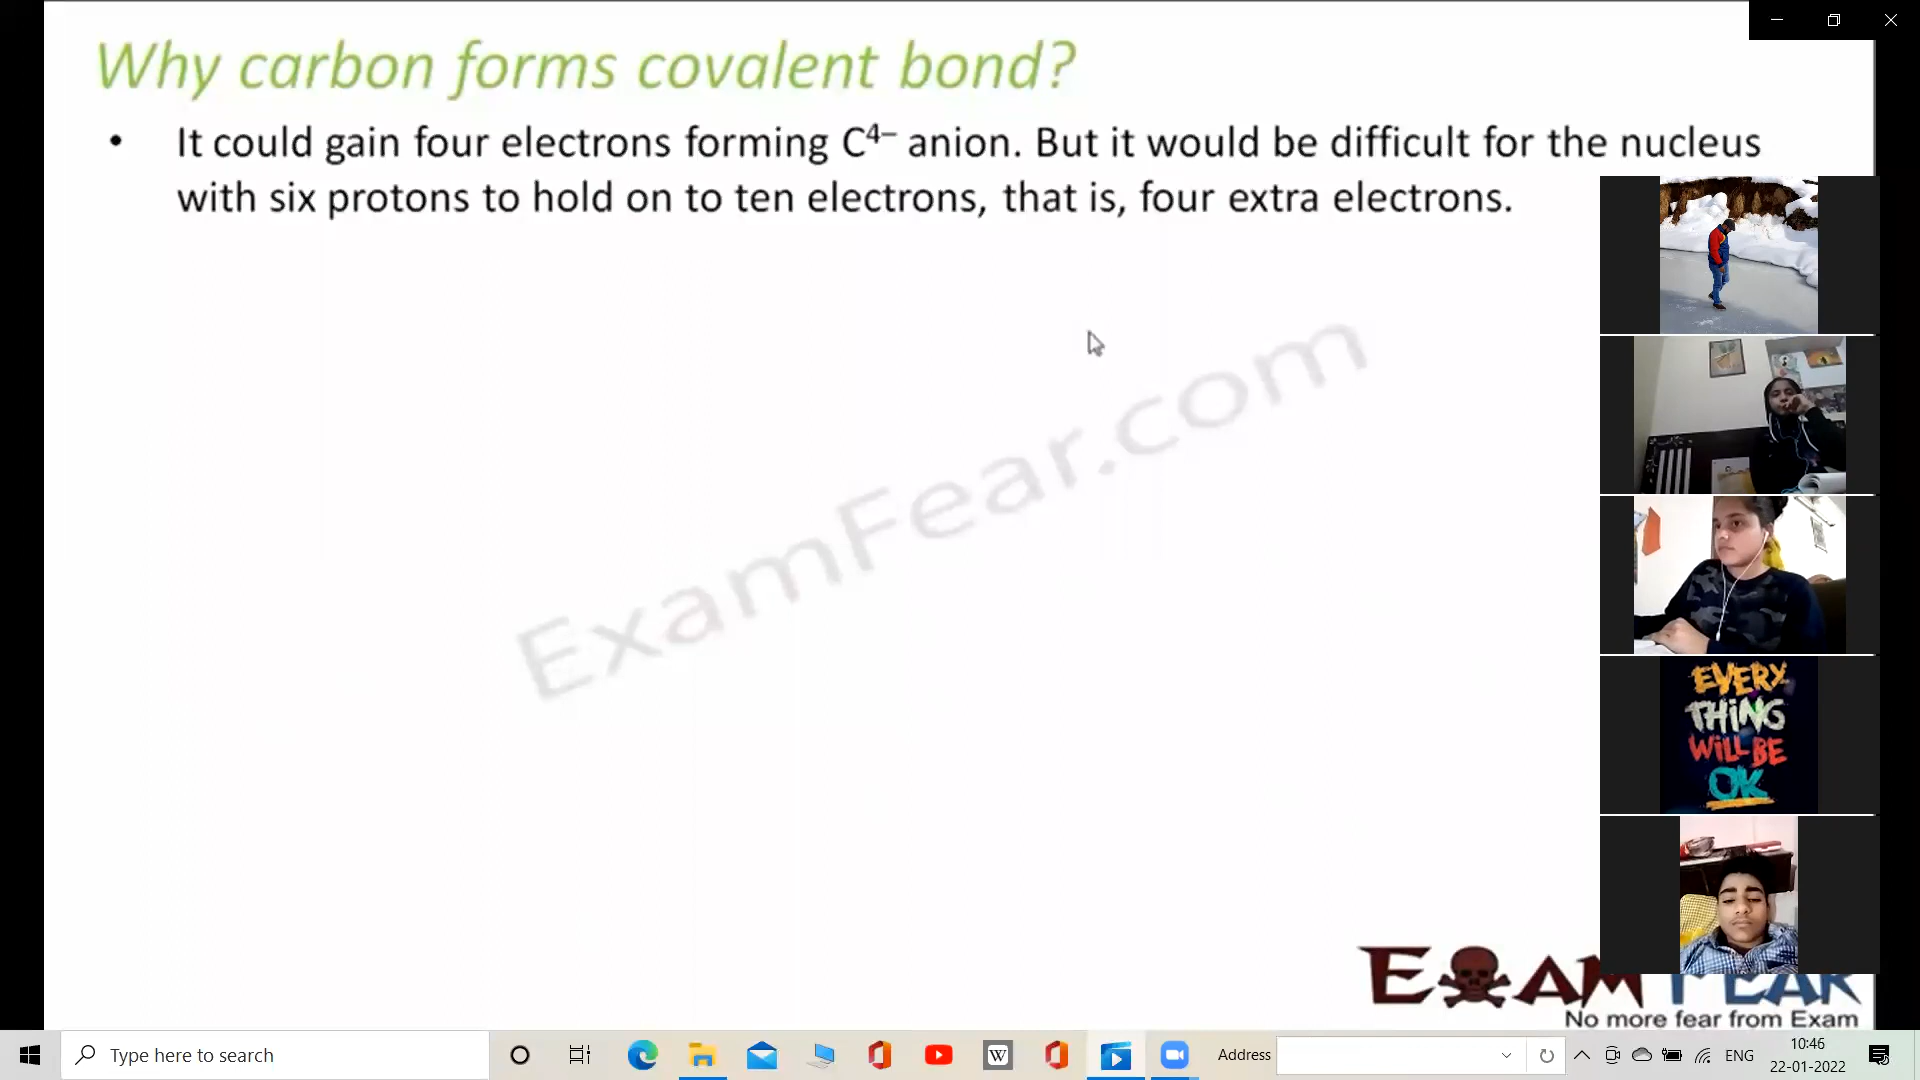 Why carbon forms covalent bond?
• It could gain four electrons forming C⁴⁻ anion. But it would be difficult for the nucleus
with six protons to hold on to ten electrons, that is, four extra electrons.
ExamFear.com
EVERY
THING
WILL BE
OK
EXAM FEAR
No more fear from Exam
Type here to search
W
Address
ENG
10:46
22-01-2022